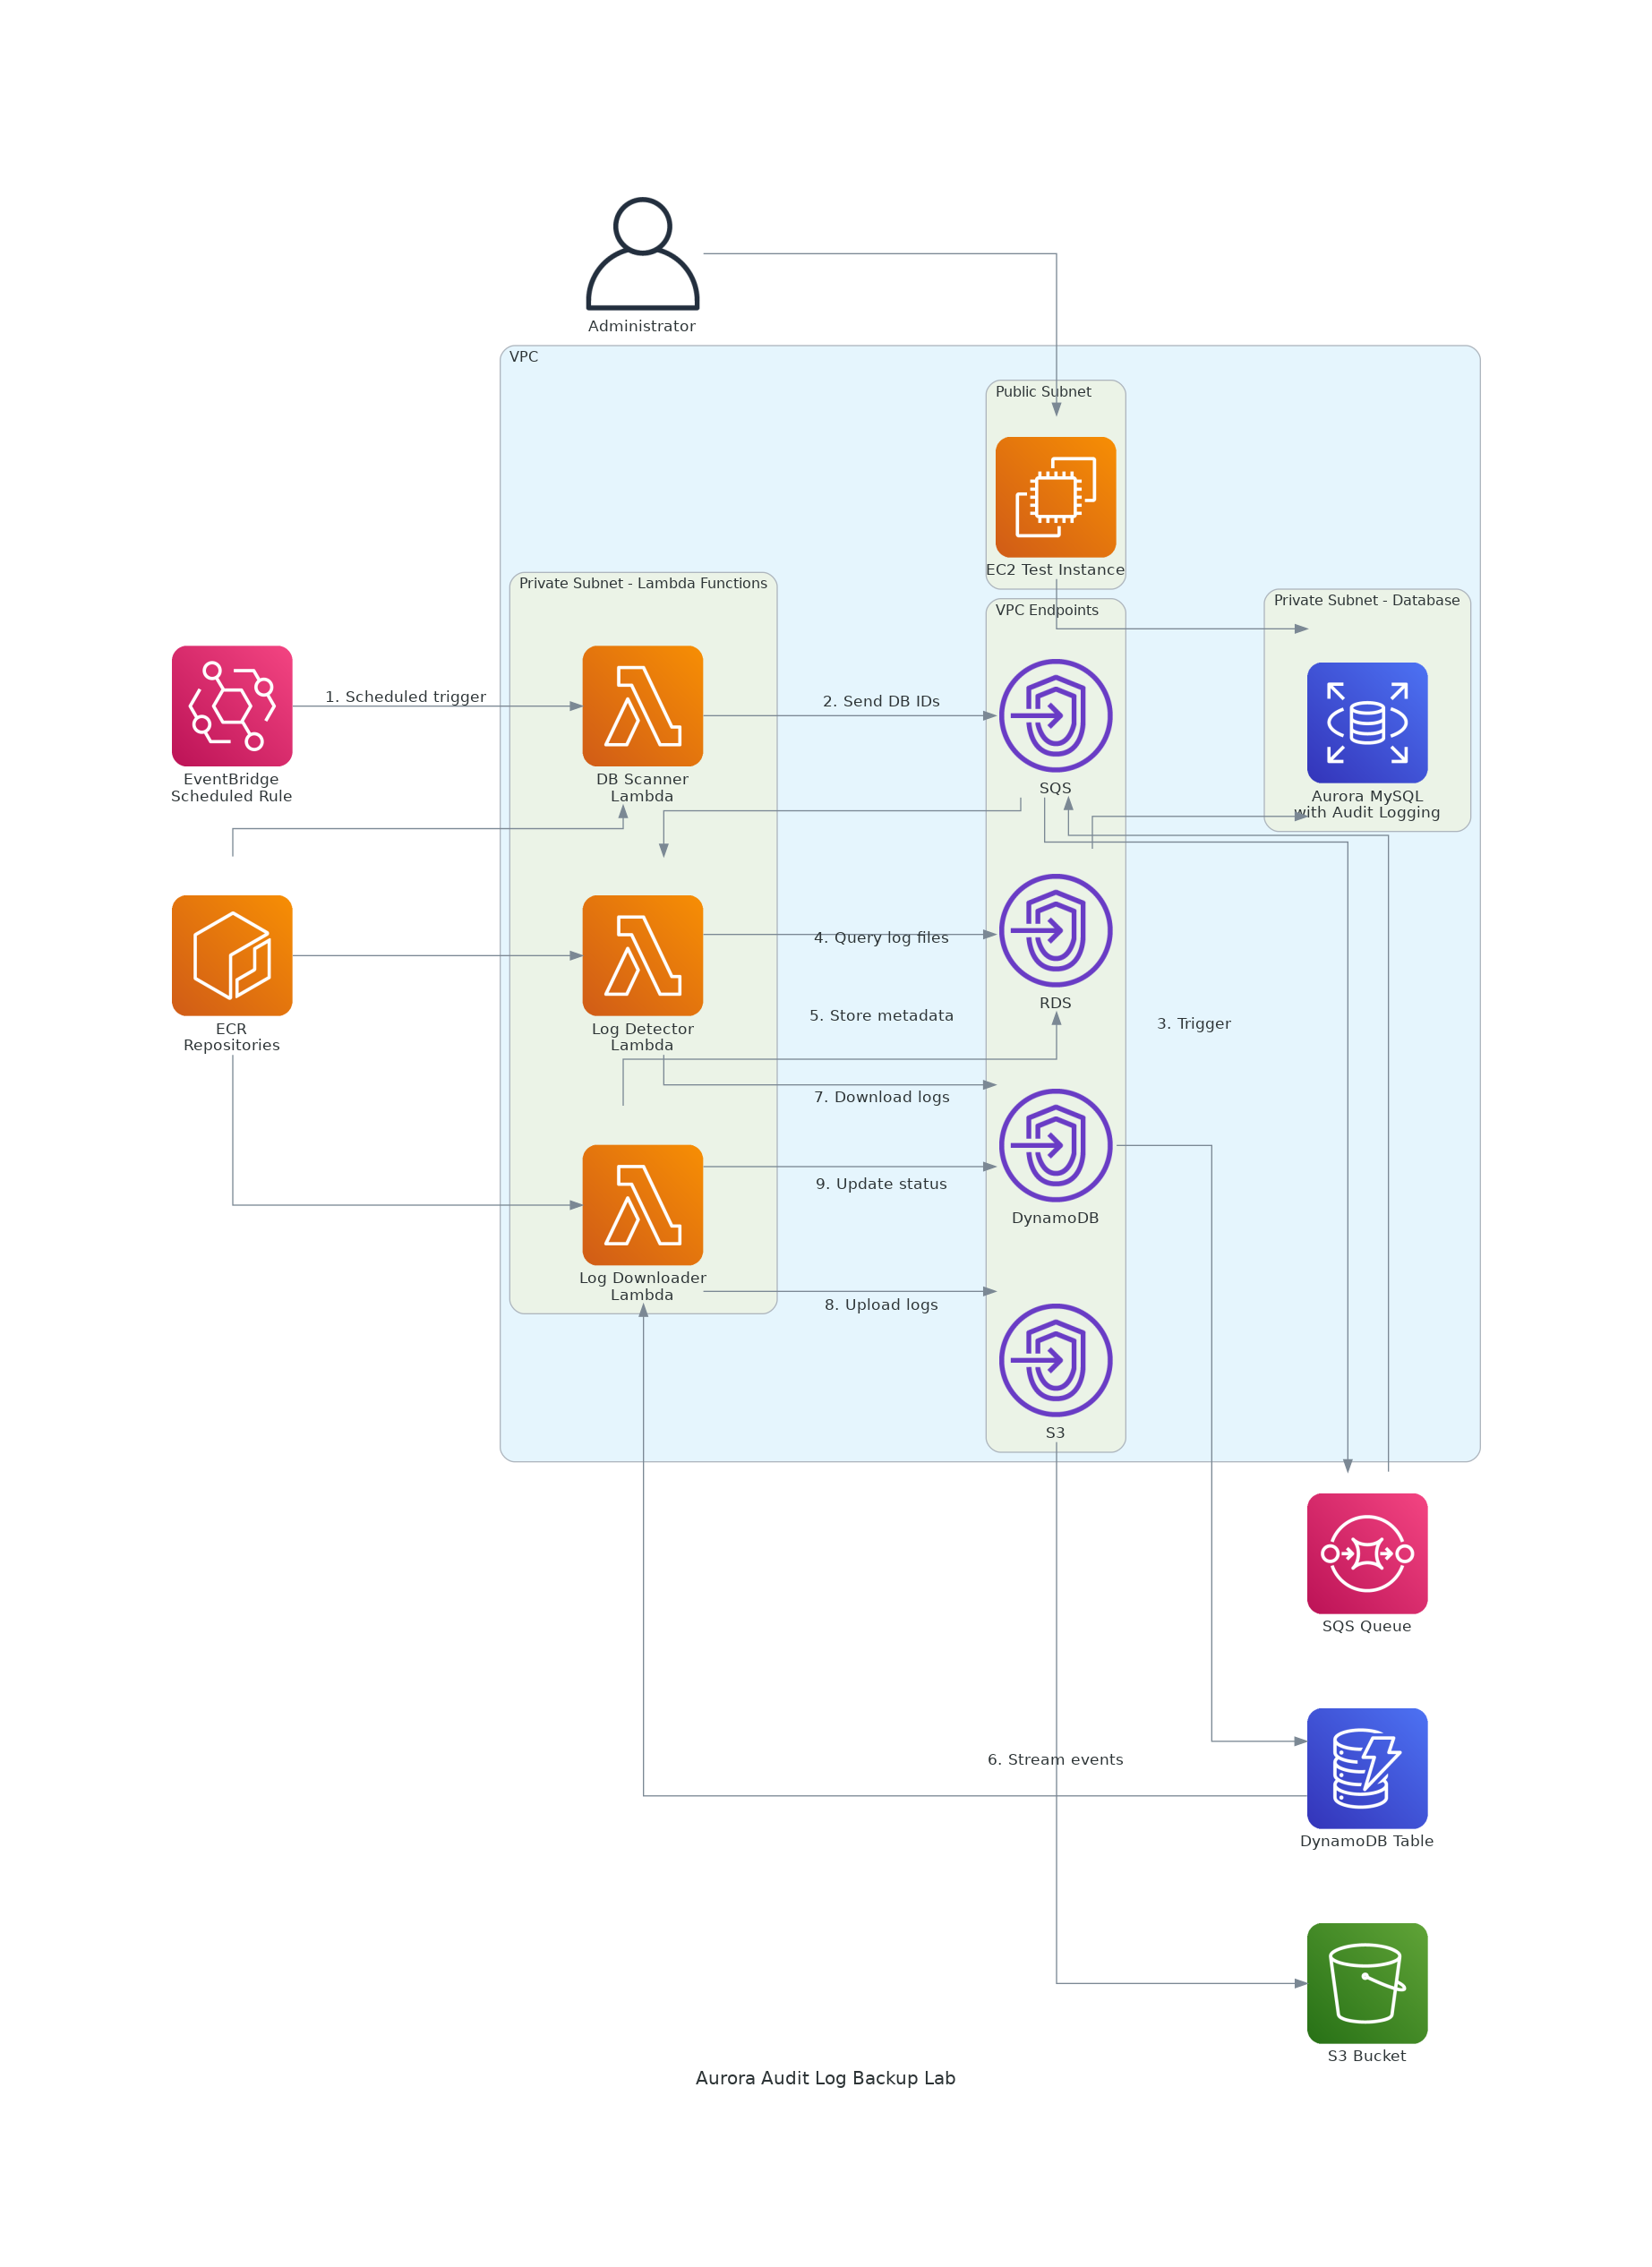 Administrator
VPC
Public Subnet
EC2 Test Instance
Private Subnet - Lambda Functions
VPC Endpoints
Private Subnet - Database
1. Scheduled trigger
2. Send DB IDs
EventBridge
Scheduled Rule
DB Scanner
Lambda
SQS
Aurora MySQL
with Audit Logging
4. Query log files
RDS
5. Store metadata
3. Trigger
ECR
Repositories
Log Detector
Lambda
7. Download logs
9. Update status
DynamoDB
Log Downloader
Lambda
8. Upload logs
S3
SQS Queue
6. Stream events
DynamoDB Table
S3 Bucket
Aurora Audit Log Backup Lab